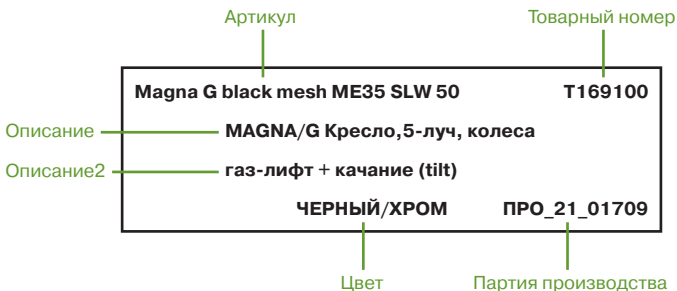 Артикул Товарный номер
Magna G black mesh ME35 SLW 50 T169100
Описание MAGNA/G Кресло,5-луч, колеса
Описание2 газ-лифт + качание (tilt)
ЧЕРНЫЙ/ХРОМ ПРО_21_01709
Цвет Партия производства